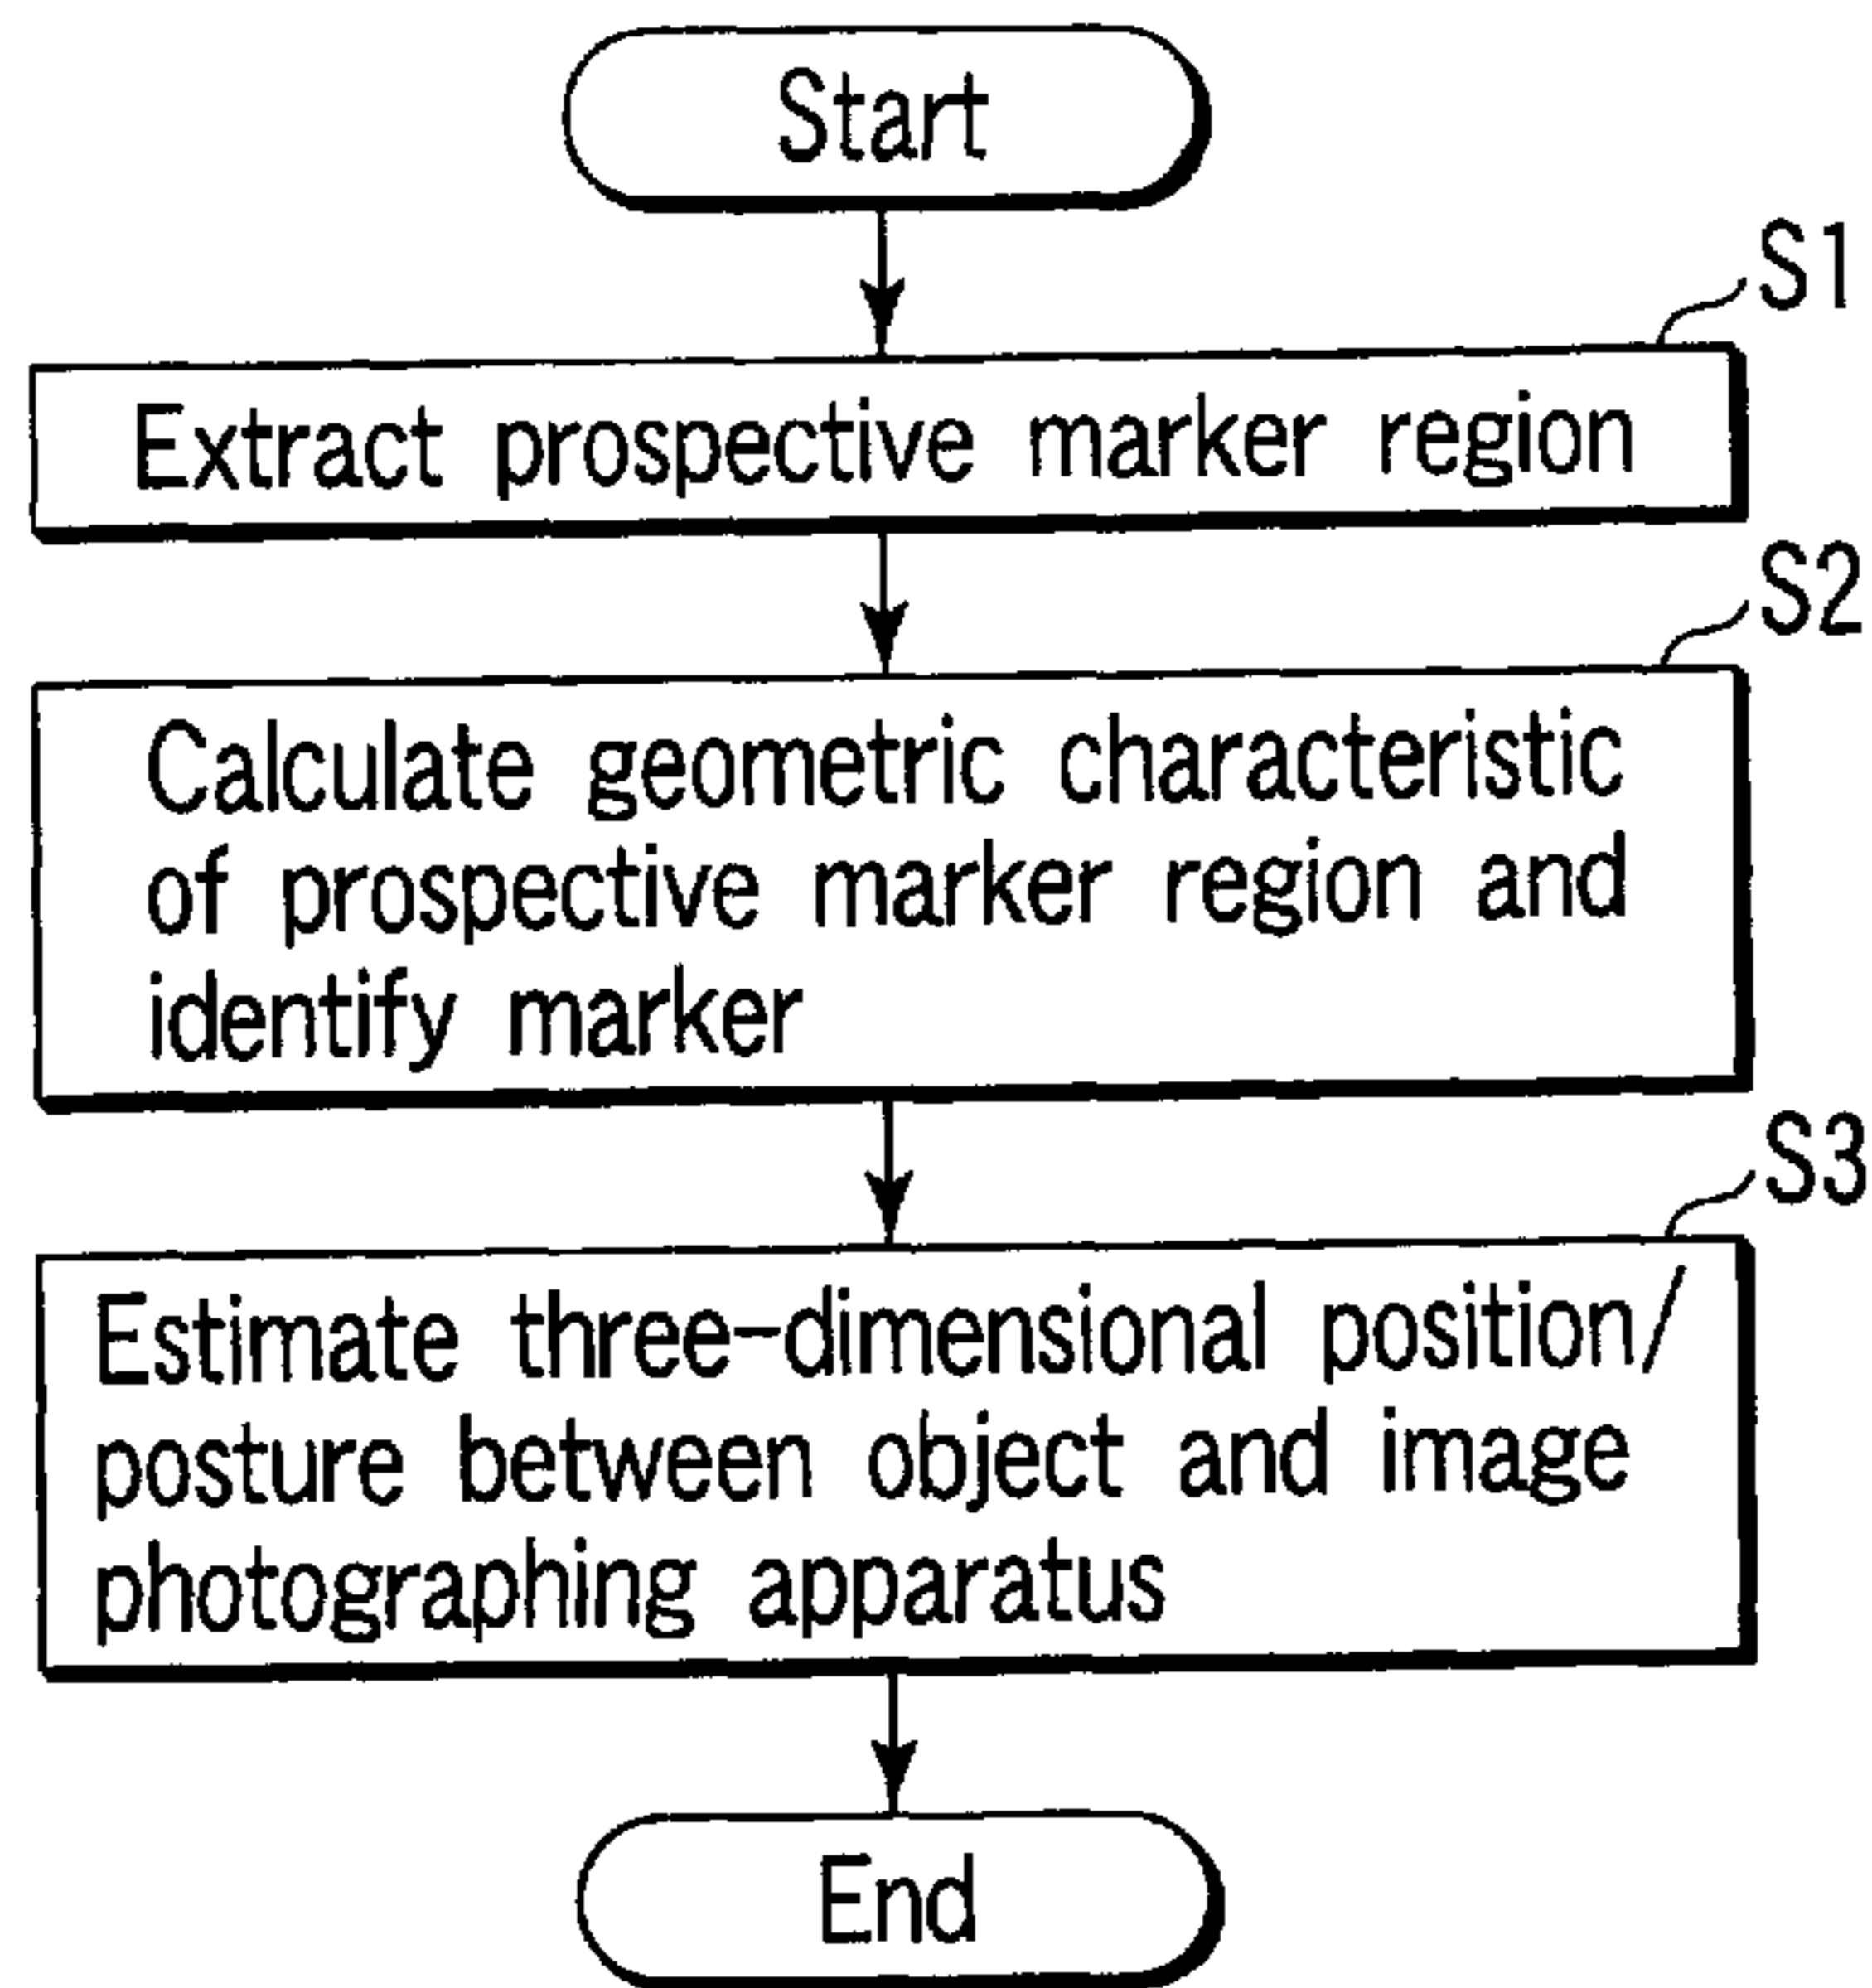 Start
S1
Extract prospective marker region
S2
Calculate geometric characteristic
of prospective marker region and
identify marker
S3
Estimate three-dimensional position/
posture between object and image
photographing apparatus
End